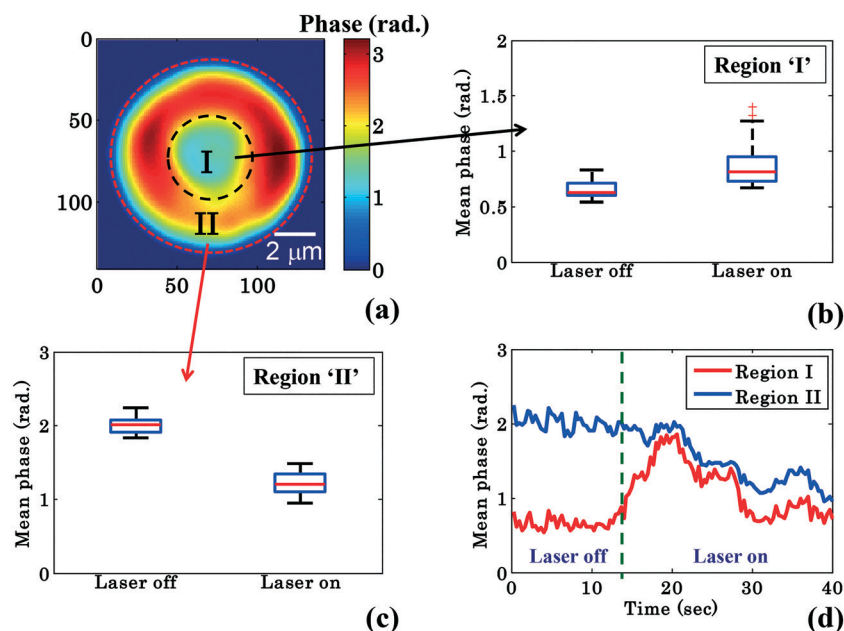 Phase (rad.)
0
50
100
0
50
100
3
2
1
0
I
II
2 μm
(a)
2
1.5
1
0.5
0
Mean phase (rad.)
Region ‘I’
Laser off
Laser on
(b)
3
2
1
0
Mean phase (rad.)
Region ‘II’
Laser off
Laser on
(c)
3
2
1
0
Mean phase (rad.)
Region I
Region II
Laser off
Laser on
0
10
20
30
40
Time (sec)
(d)